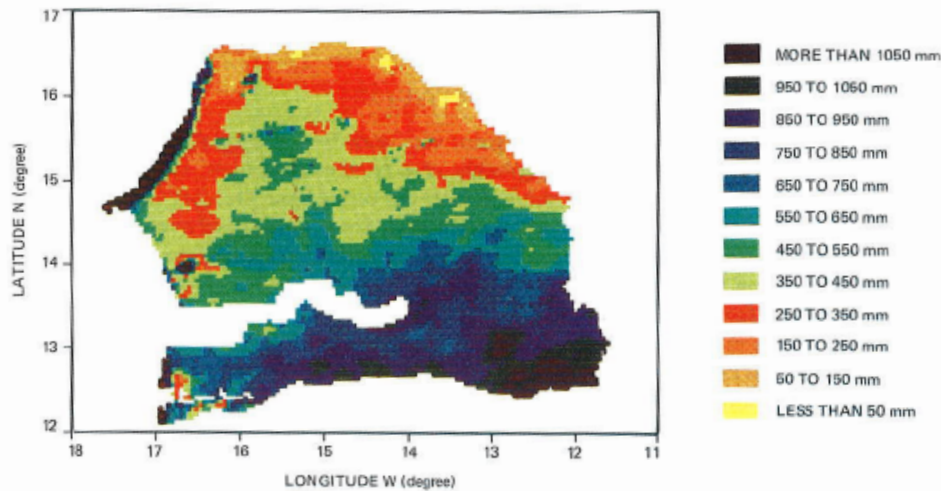 17
16
15
14
13
12
LATITUDE N (degree)
18 17 16 15 14 13 12 11
LONGITUDE W (degree)
MORE THAN 1050 mm
950 TO 1050 mm
850 TO 950 mm
750 TO 850 mm
650 TO 750 mm
550 TO 650 mm
450 TO 550 mm
350 TO 450 mm
250 TO 350 mm
150 TO 250 mm
50 TO 150 mm
LESS THAN 50 mm